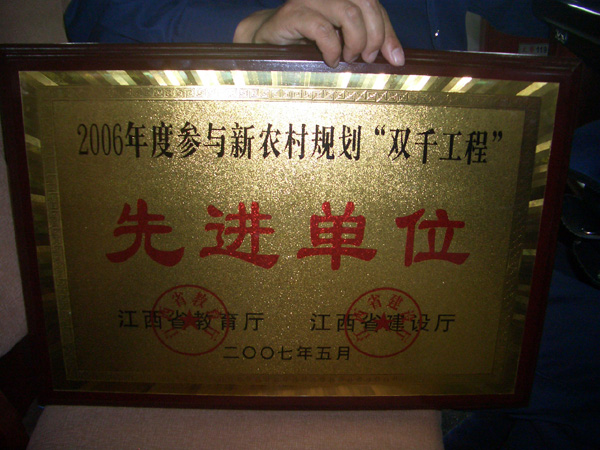 2006年度参与新农村规划“双千工程”
先进单位
江西省教育厅 江西省建设厅
二〇〇七年五月